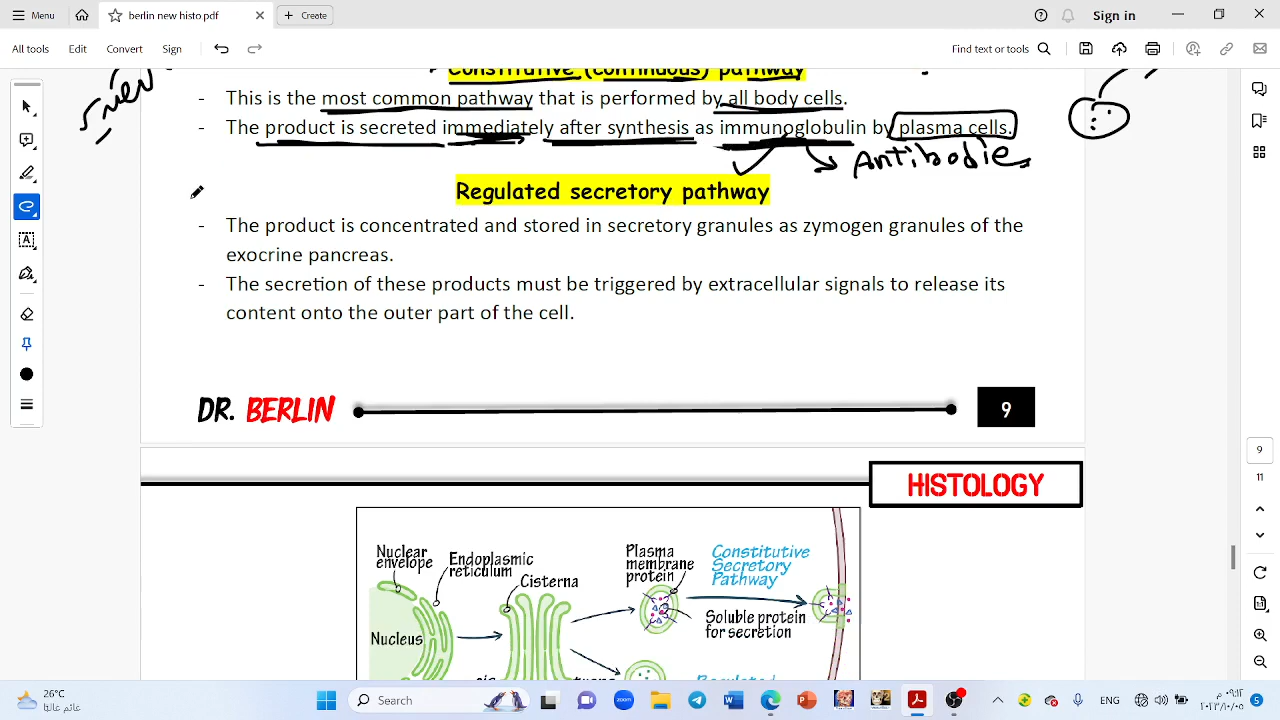 Menu
berlin new histo pdf
Create
Sign in
All tools
Edit
Convert
Sign
Find text or tools
Constitutive (continuous) pathway
- This is the most common pathway that is performed by all body cells.
- The product is secreted immediately after synthesis as immunoglobulin by plasma cells.
Antibodies
Regulated secretory pathway
- The product is concentrated and stored in secretory granules as zymogen granules of the
exocrine pancreas.
- The secretion of these products must be triggered by extracellular signals to release its
content onto the outer part of the cell.
DR. BERLIN
9
9
11
HISTOLOGY
Nuclear
envelope
Endoplasmic
reticulum
Cisterna
Plasma
membrane
protein
Constitutive
Secretory
Pathway
Soluble protein
for secretion
Nucleus
Regulated
26°C
Search
ENG
5